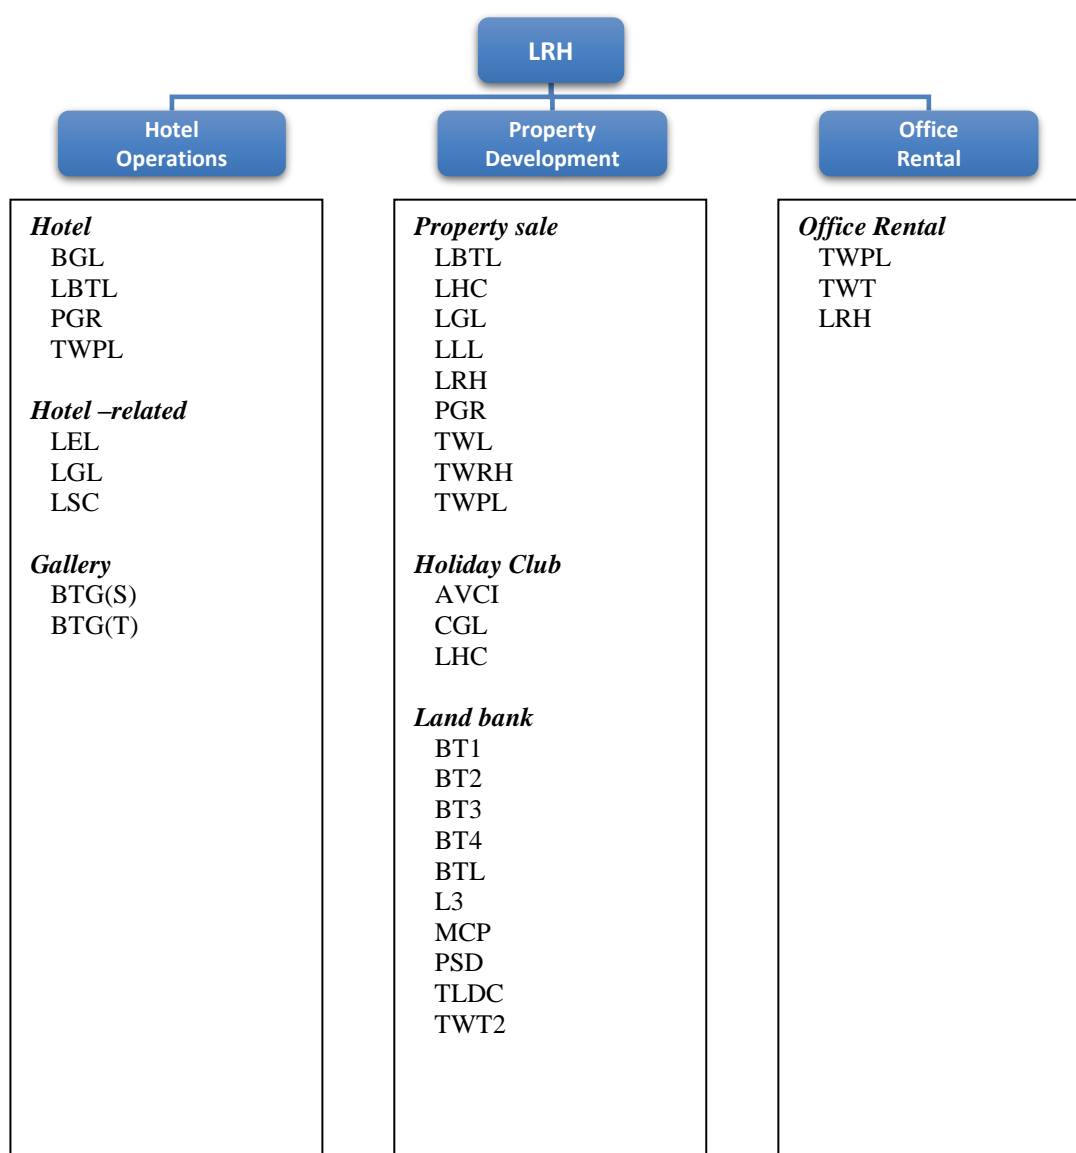 LRH
Hotel
Operations
Property
Development
Office
Rental
Hotel
BGL
LBTL
PGR
TWPL
Hotel –related
LEL
LGL
LSC
Gallery
BTG(S)
BTG(T)
Property sale
LBTL
LHC
LGL
LLL
LRH
PGR
TWL
TWRH
TWPL
Holiday Club
AVCI
CGL
LHC
Land bank
BT1
BT2
BT3
BT4
BTL
L3
MCP
PSD
TLDC
TWT2
Office Rental
TWPL
TWT
LRH